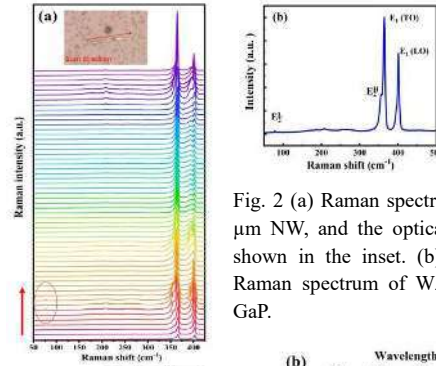 (a)
Scan direction
Raman intensity (a.u.)
50 100 150 200 250 300 350 400
Raman shift (cm⁻¹)
(b)
E₁ (TO)
E₁ (LO)
Intensity (a.u.)
100 200 300 400 500
Raman shift (cm⁻¹)
Fig. 2 (a) Raman spectr
µm NW, and the optica
shown in the inset. (b)
Raman spectrum of W
GaP.
(b)
Wavelength